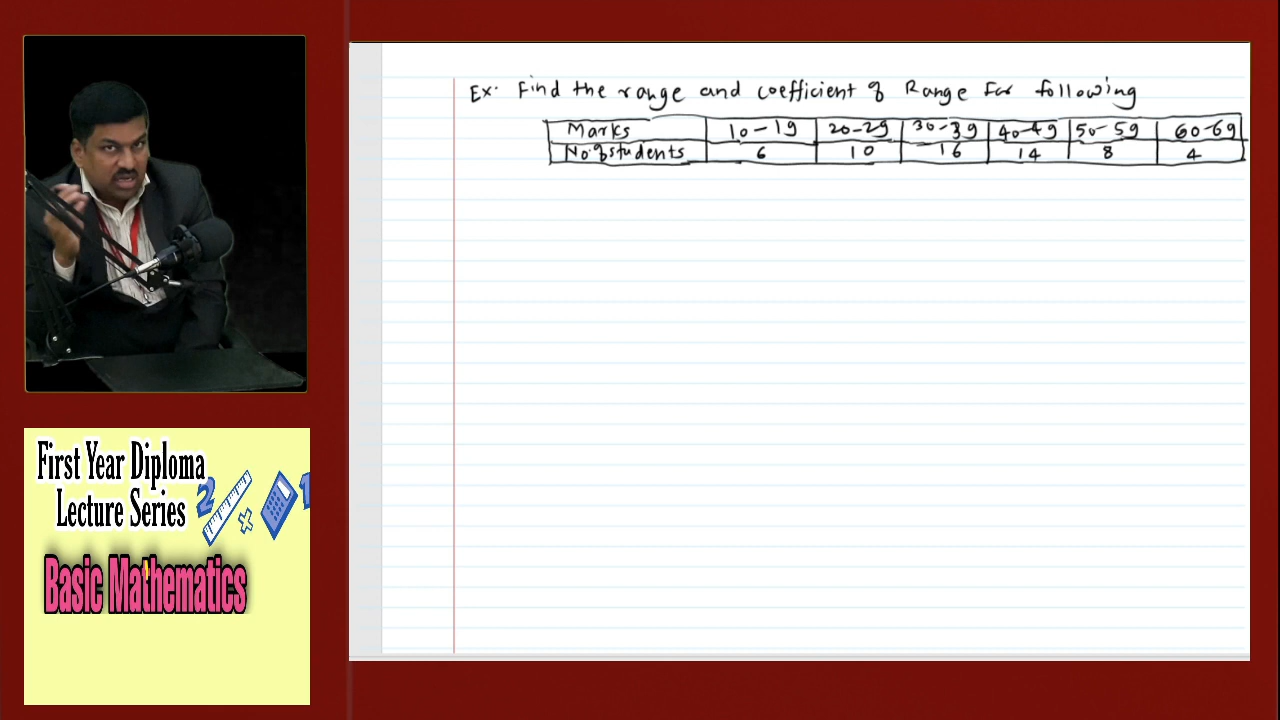 Ex. Find the range and coefficient of Range for following
Marks 10-19 20-29 30-39 40-49 50-59 60-69
No of students 6 10 16 14 8 4
First Year Diploma
Lecture Series
Basic Mathematics